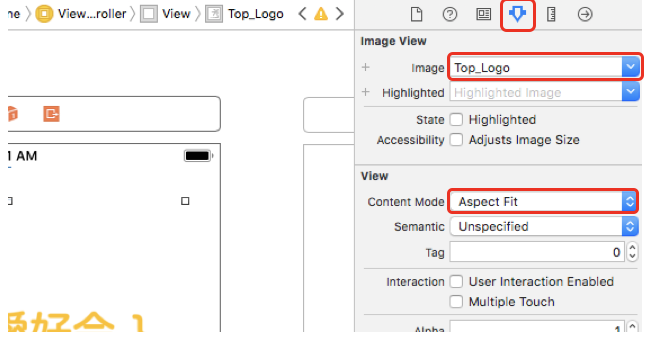 ne 〉 View...roller 〉 View 〉 Top_Logo
Image View
Image Top_Logo
Highlighted Highlighted Image
State Highlighted
Accessibility Adjusts Image Size
1 AM
View
Content Mode Aspect Fit
Semantic Unspecified
Tag 0
Interaction User Interaction Enabled
Multiple Touch
Alpha 1